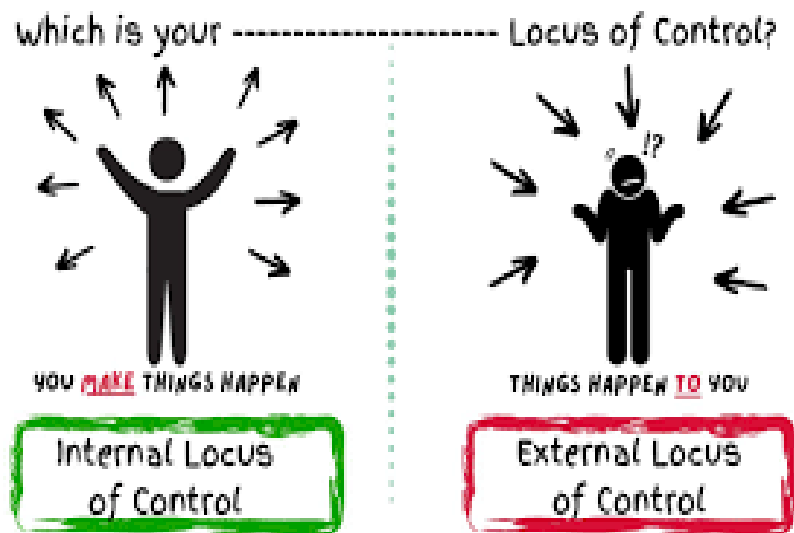 Which is your Locus of Control?
!?
YOU MAKE THINGS HAPPEN
THINGS HAPPEN TO YOU
Internal Locus
of Control
External Locus
of Control